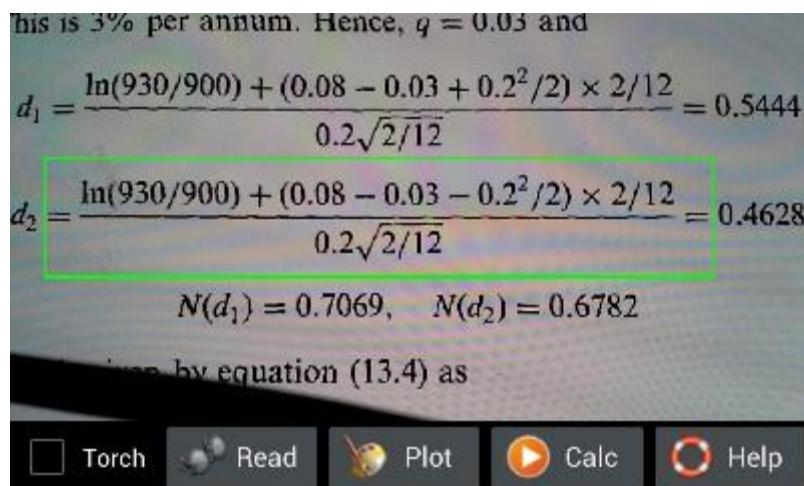 his is 3% per annum. Hence, q = 0.03 and
d₁ = ln(930/900) + (0.08 − 0.03 + 0.2²/2) × 2/12 / 0.2√2/12 = 0.5444
d₂ = ln(930/900) + (0.08 − 0.03 − 0.2²/2) × 2/12 / 0.2√2/12 = 0.4628
N(d₁) = 0.7069, N(d₂) = 0.6782
by equation (13.4) as
Torch Read Plot Calc Help